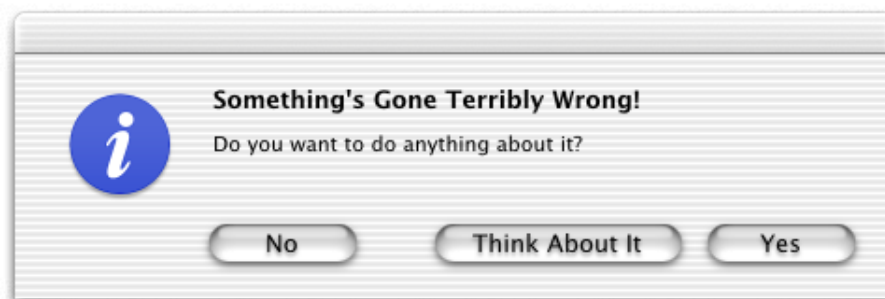 Something's Gone Terribly Wrong!
Do you want to do anything about it?
No Think About It Yes